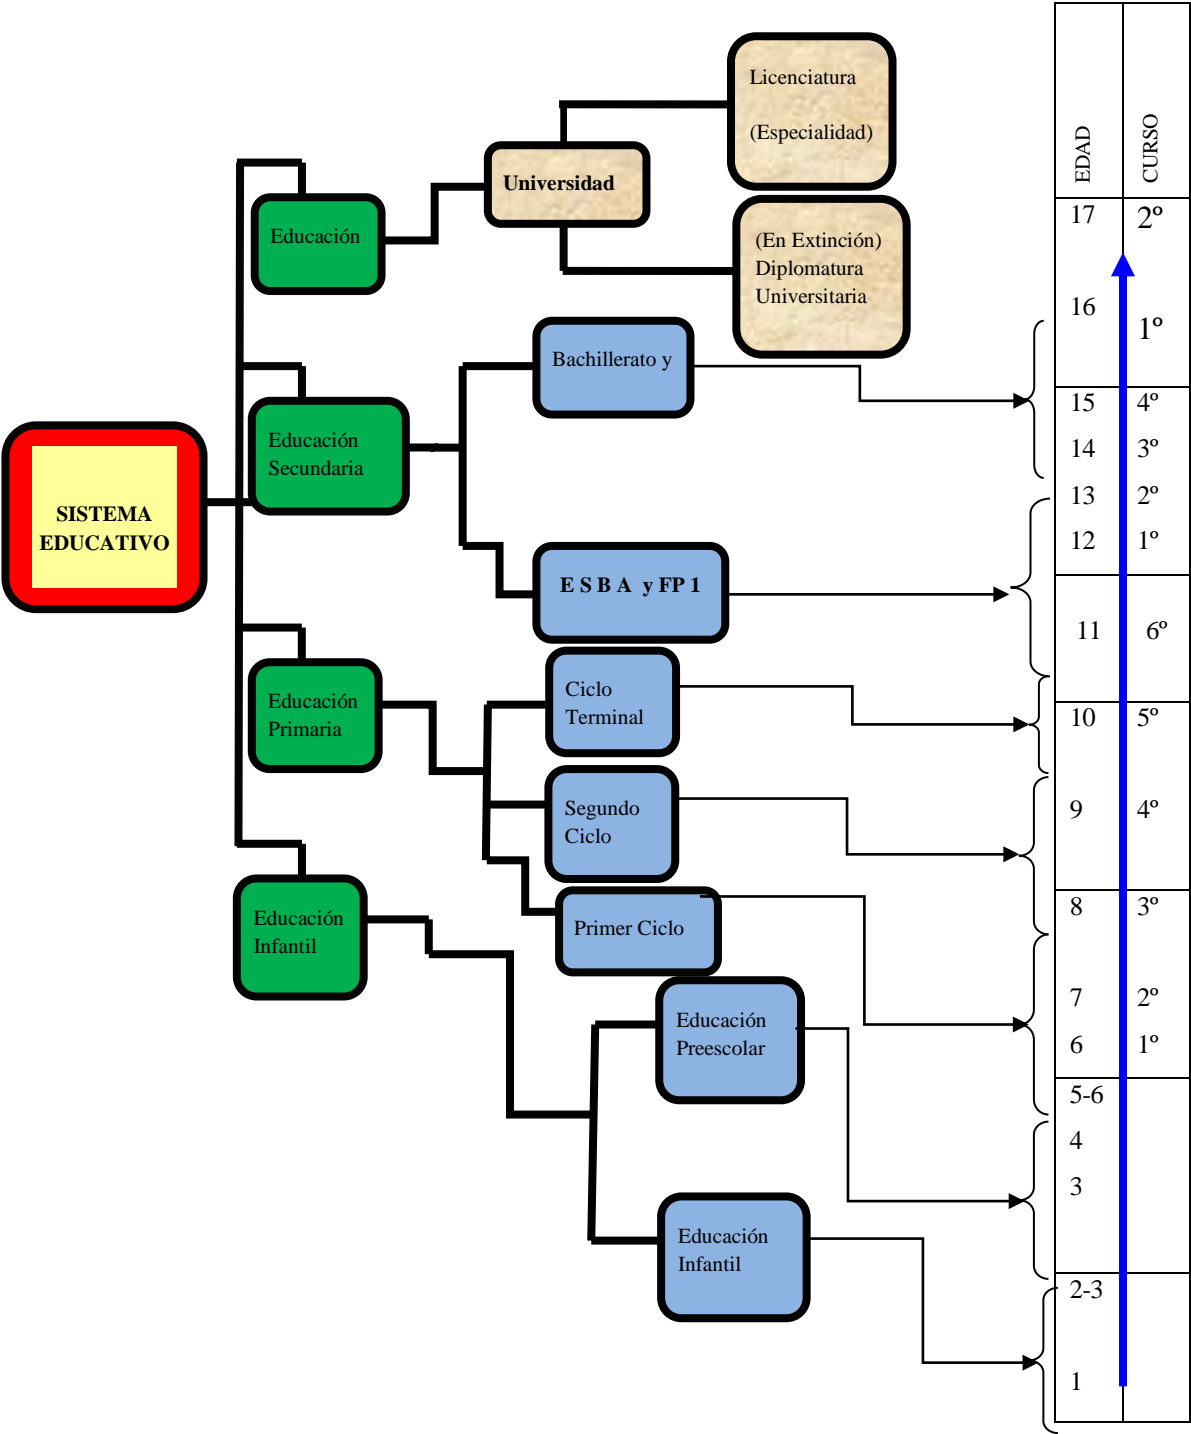 Licenciatura
(Especialidad)
Universidad
Educación
(En Extinción)
Diplomatura
Universitaria
Bachillerato y
Educación
Secundaria
SISTEMA
EDUCATIVO
E S B A y FP 1
Ciclo
Terminal
Educación
Primaria
Segundo
Ciclo
Primer Ciclo
Educación
Infantil
Educación
Preescolar
Educación
Infantil
EDAD CURSO
17 2º
16 1º
15 4º
14 3º
13 2º
12 1º
11 6º
10 5º
9 4º
8 3º
7 2º
6 1º
5-6
4
3
2-3
1